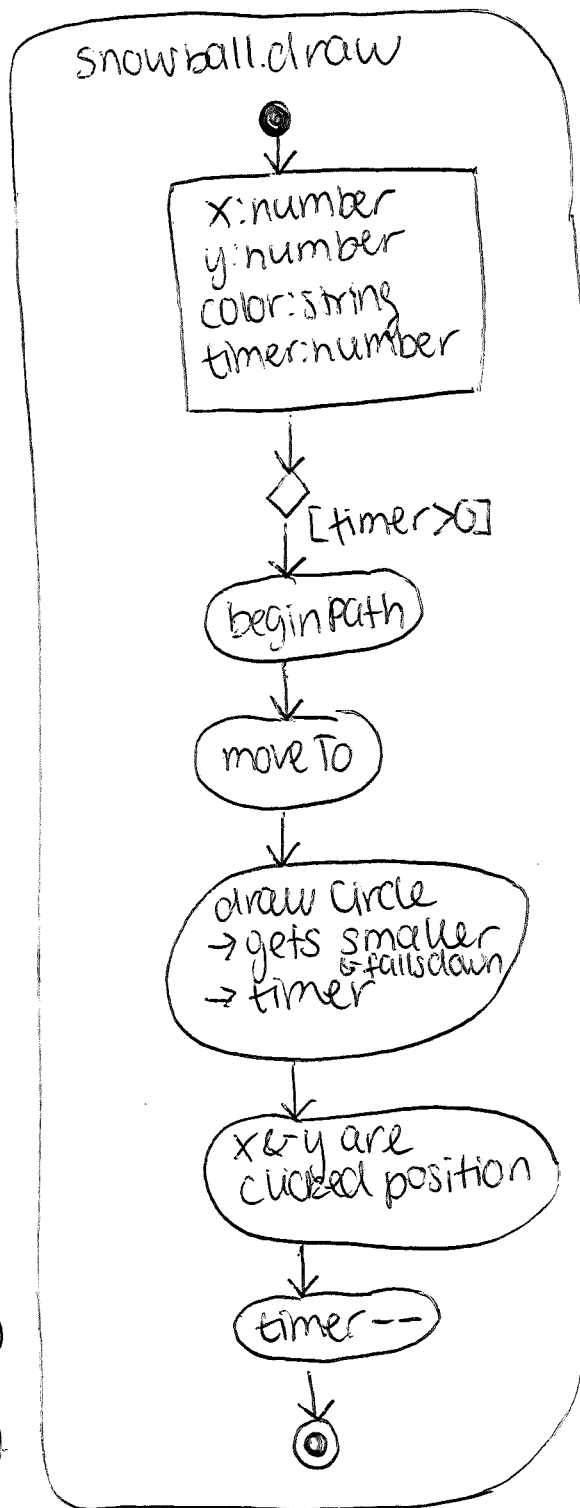 snowball.draw
x:number
y:number
color:string
timer:number
[timer>0]
beginPath
moveTo
draw Circle
→ gets smaller
& falls down
→ timer
x & y are
clicked position
timer--